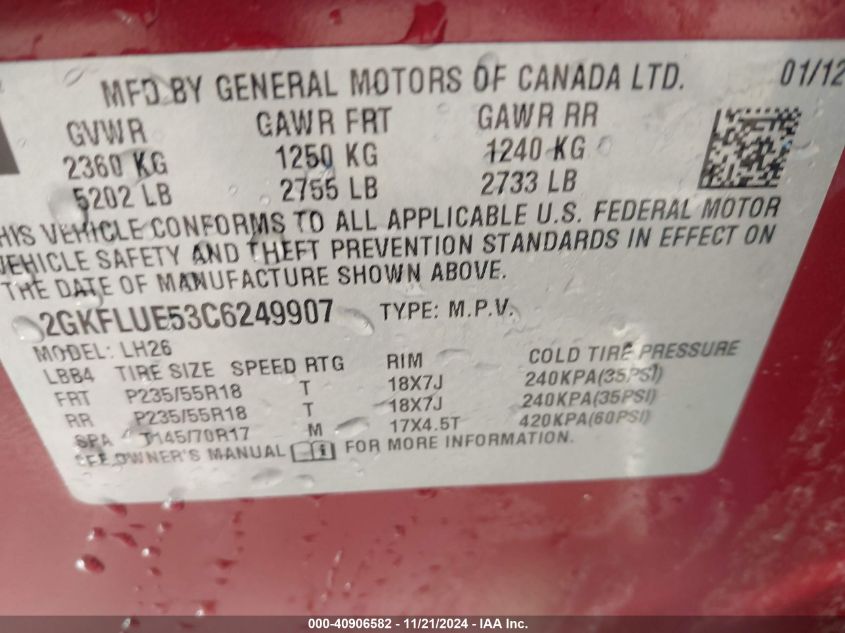 MFD BY GENERAL MOTORS OF CANADA LTD. 01/12
GVWR GAWR FRT GAWR RR
2360 KG 1250 KG 1240 KG
5202 LB 2755 LB 2733 LB
THIS VEHICLE CONFORMS TO ALL APPLICABLE U.S. FEDERAL MOTOR
VEHICLE SAFETY AND THEFT PREVENTION STANDARDS IN EFFECT ON
THE DATE OF MANUFACTURE SHOWN ABOVE.
2GKFLUE53C6249907 TYPE: M.P.V.
MODEL: LH26
LBB4 TIRE SIZE SPEED RTG RIM COLD TIRE PRESSURE
FRT P235/55R18 T 18X7J 240KPA(35PSI)
RR P235/55R18 T 18X7J 240KPA(35PSI)
SPA T145/70R17 M 17X4.5T 420KPA(60PSI)
SEE OWNER'S MANUAL FOR MORE INFORMATION.
000-40906582 - 11/21/2024 - IAA Inc.